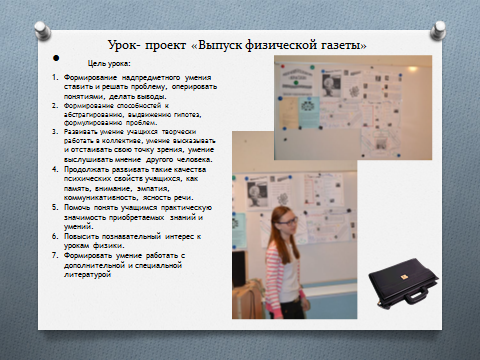 Урок- проект «Выпуск физической газеты»
Цель урока:
1. Формирование надпредметного умения
ставить и решать проблему, оперировать
понятиями, делать выводы.
2. Формирование способностей к
абстрагированию, выдвижению гипотез,
формулированию проблем.
3. Развивать умение учащихся творчески
работать в коллективе, умение высказывать
и отстаивать свою точку зрения, умение
выслушивать мнение другого человека.
4. Продолжать развивать такие качества
психических свойств учащихся, как
память, внимание, эмпатия,
коммуникативность, ясность речи.
5. Помочь понять учащимся практическую
значимость приобретаемых знаний и
умений.
6. Повысить познавательный интерес к
урокам физики.
7. Формировать умение работать с
дополнительной и специальной
литературой